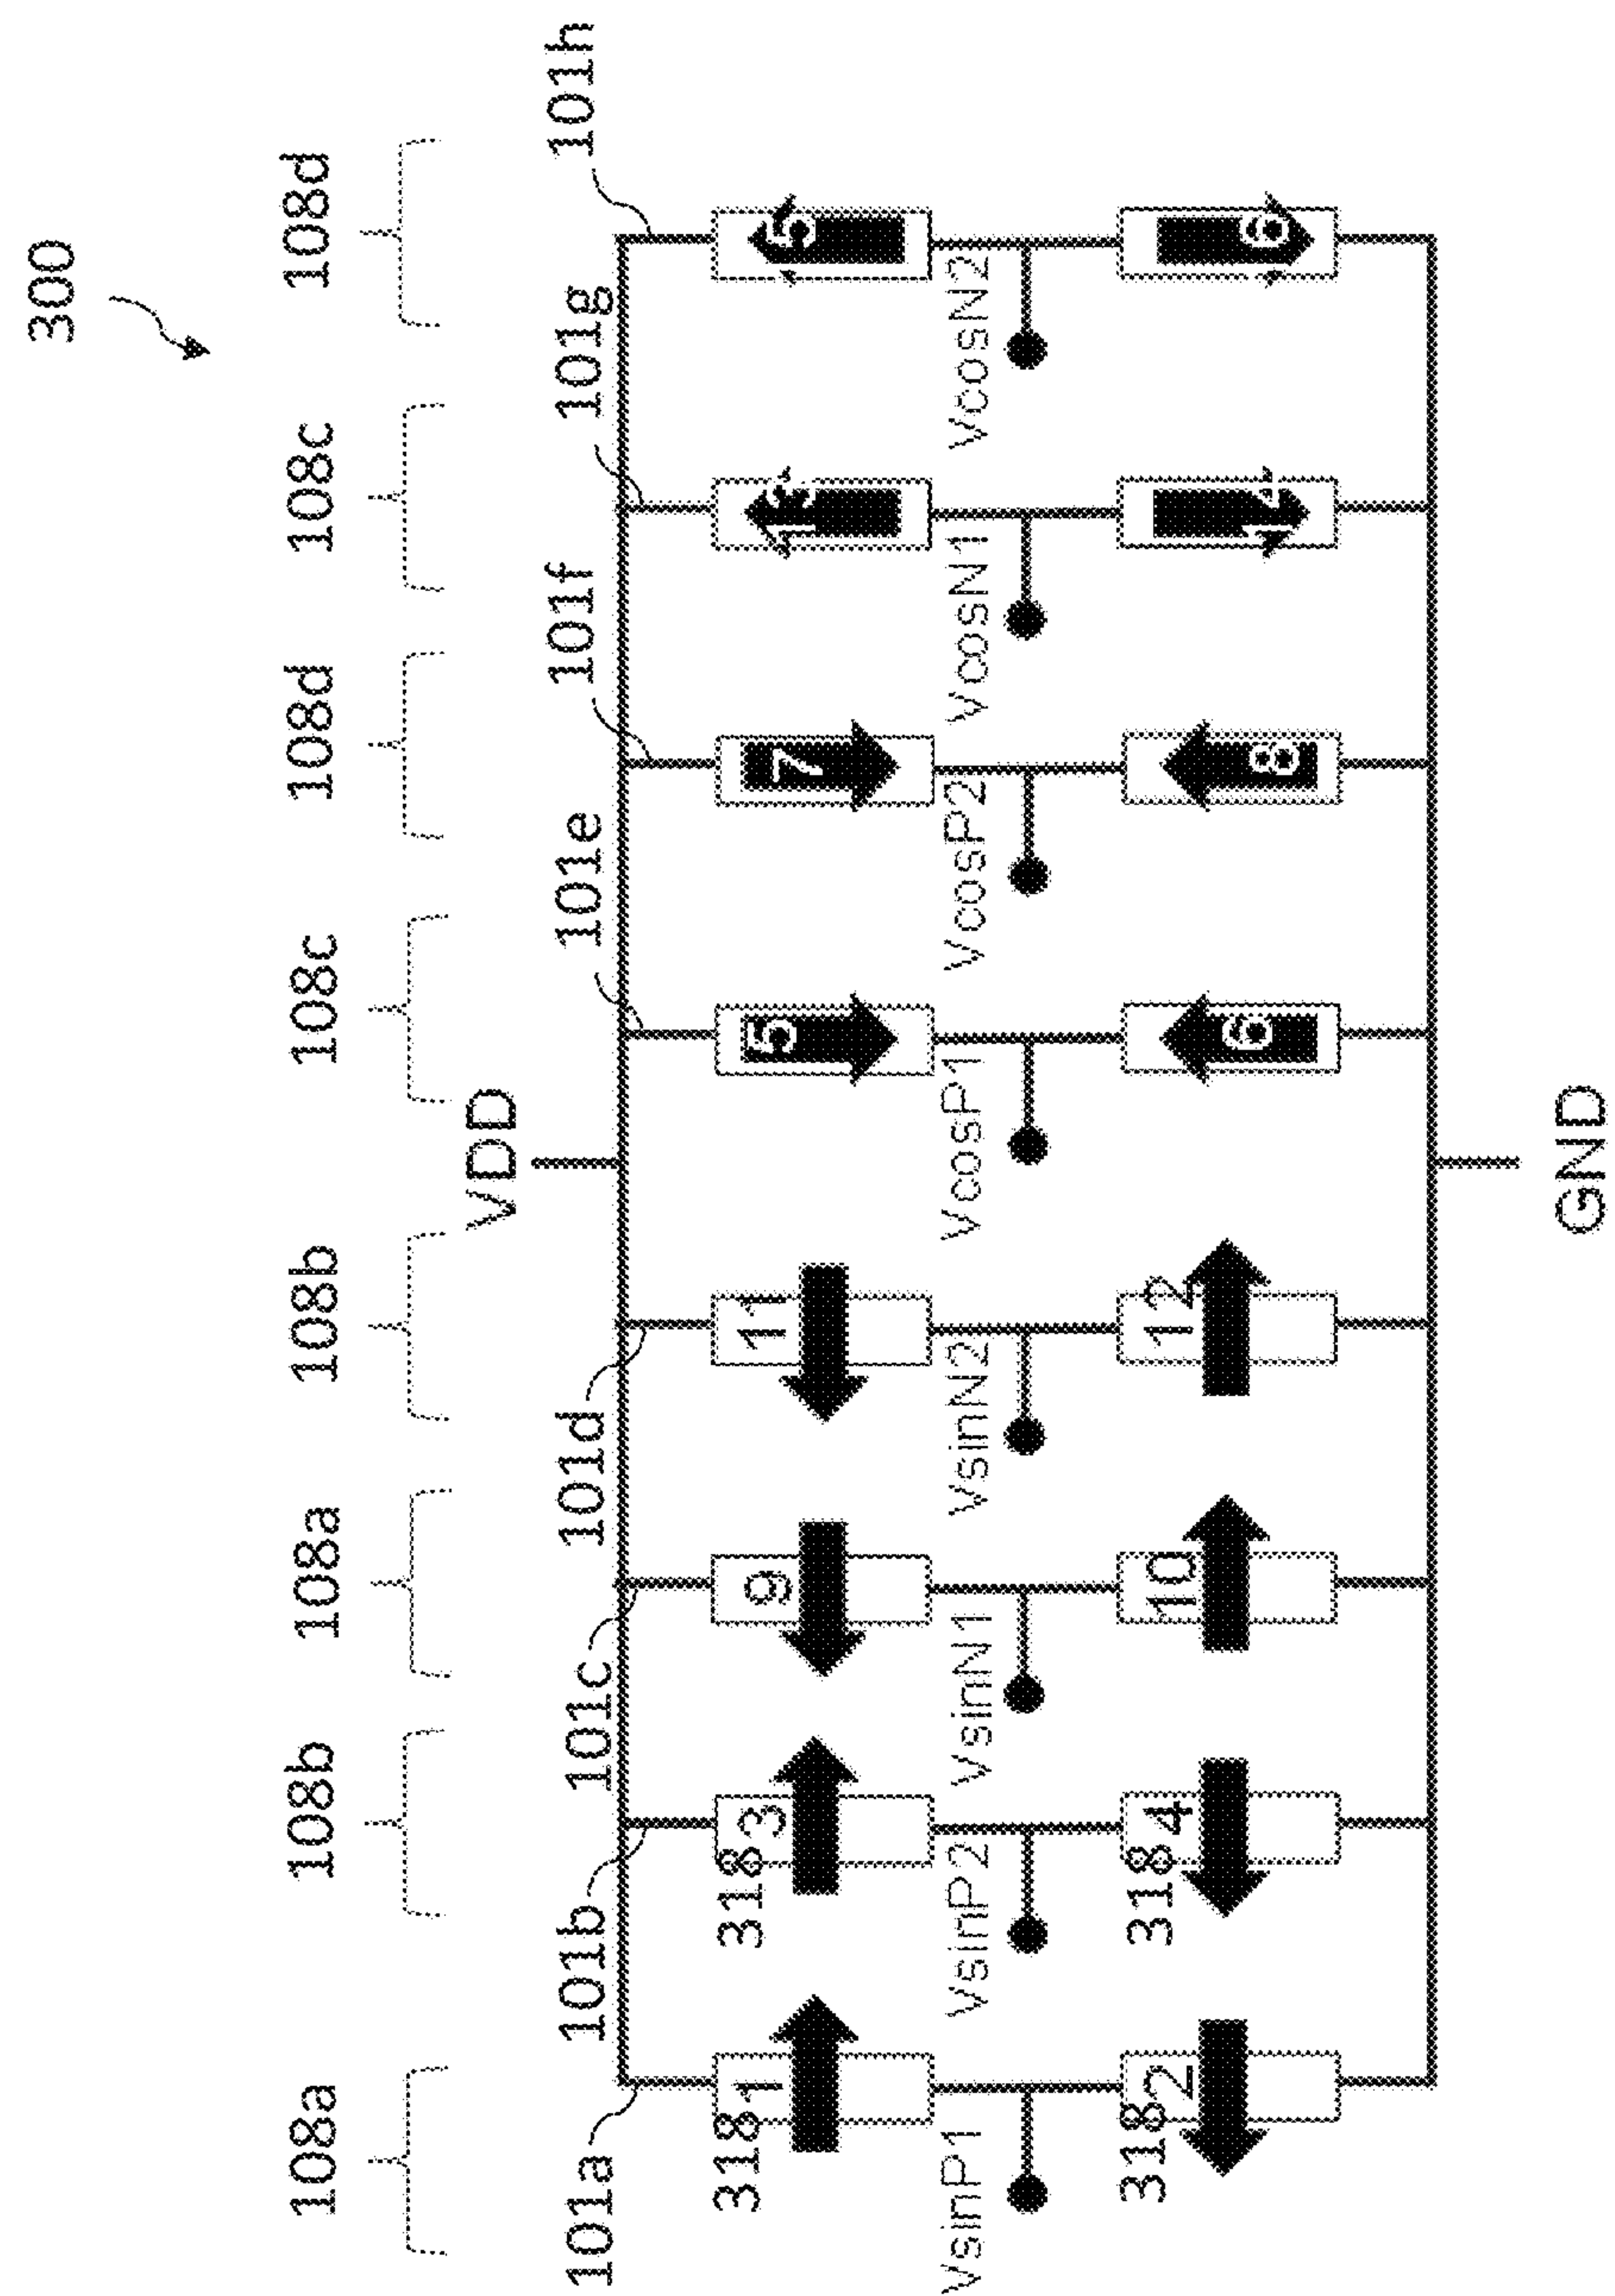 300
108a 108b 108a 108b 108c 108d 108c 108d
VDD
101a 101b 101c 101d 101e 101f 101g 101h
318 1 318 3 9 11 5 7
VsinP1 VsinP2 VsinN1 VsinN2 VcosP1 VcosP2 VcosN1 VcosN2
318 2 318 4 10 12 6 8
GND